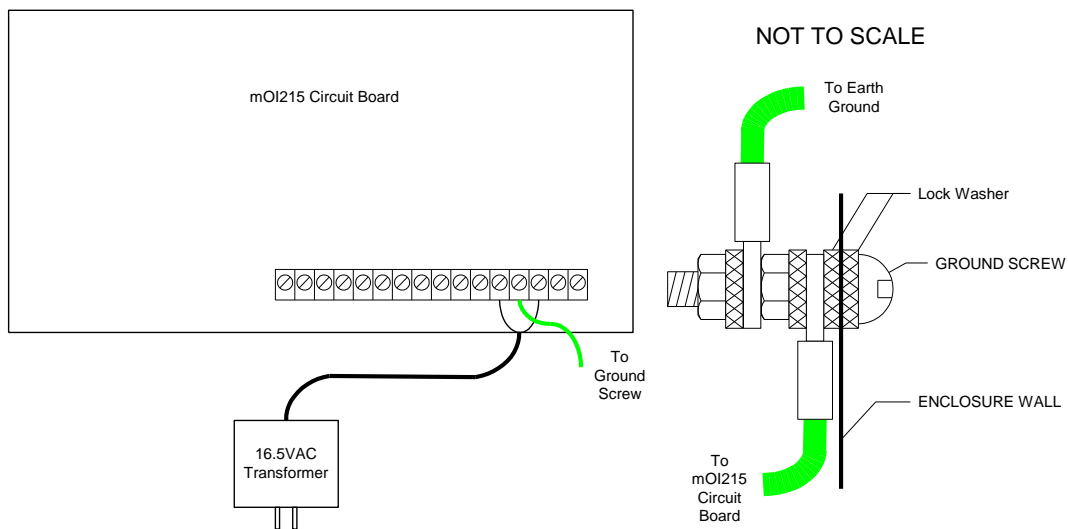 NOT TO SCALE
mOI215 Circuit Board
To Earth
Ground
Lock Washer
GROUND SCREW
To
Ground
Screw
ENCLOSURE WALL
16.5VAC
Transformer
To
mOI215
Circuit
Board